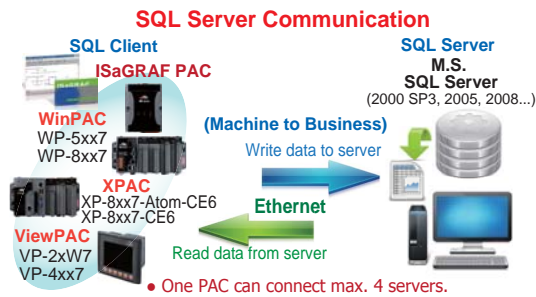 SQL Server Communication
SQL Client
ISaGRAF PAC
WinPAC
WP-5xx7
WP-8xx7
XPAC
XP-8xx7-Atom-CE6
XP-8xx7-CE6
ViewPAC
VP-2xW7
VP-4xx7
(Machine to Business)
Write data to server
Ethernet
Read data from server
SQL Server
M.S.
SQL Server
(2000 SP3, 2005, 2008...)
• One PAC can connect max. 4 servers.